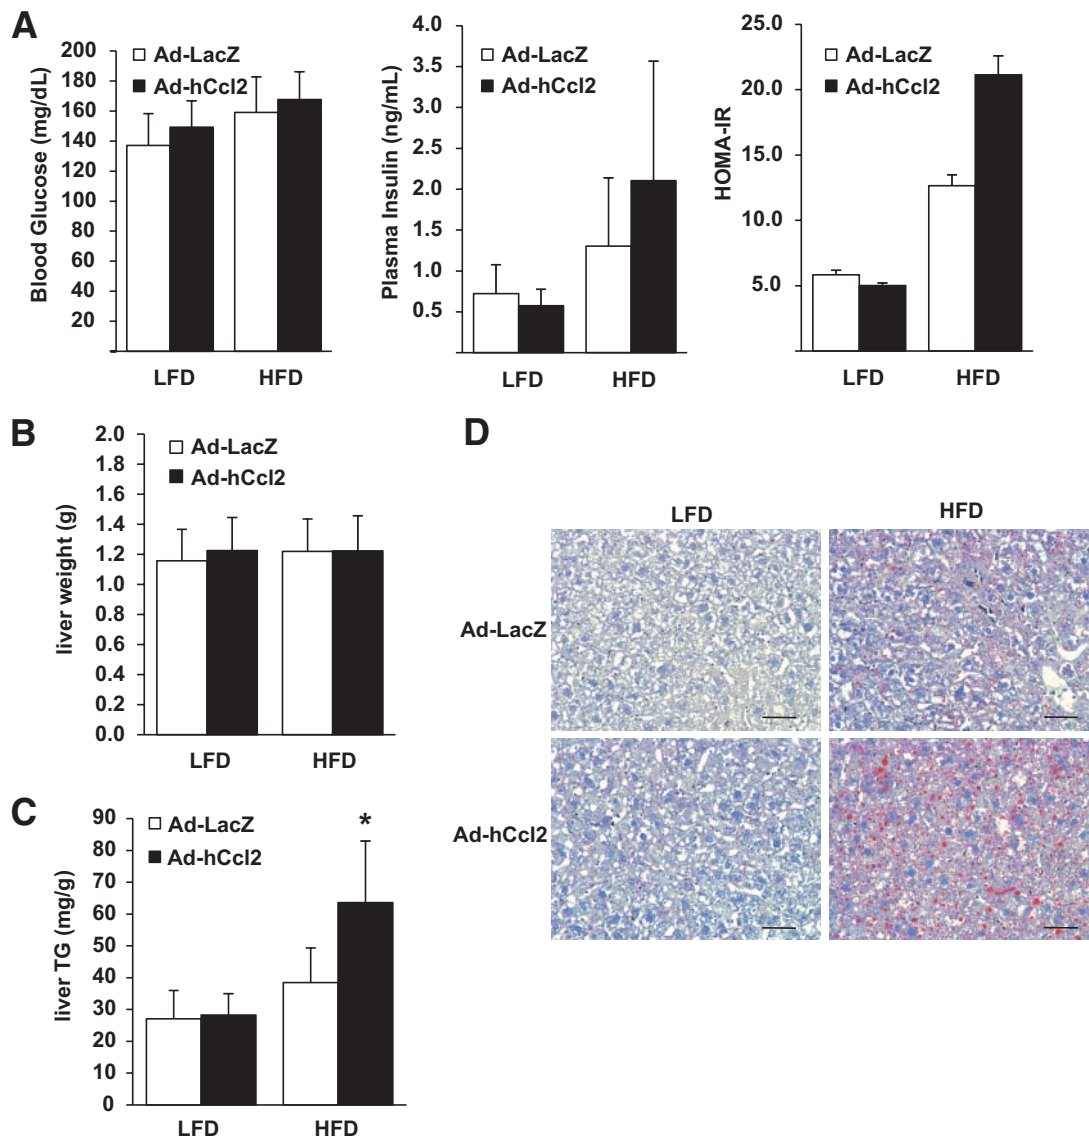 A
Blood Glucose (mg/dL)
200
180
160
140
120
100
80
60
40
20
Ad-LacZ
Ad-hCcl2
LFD
HFD
Plasma Insulin (ng/mL)
4.0
3.5
3.0
2.5
2.0
1.5
1.0
0.5
Ad-LacZ
Ad-hCcl2
LFD
HFD
HOMA-IR
25.0
20.0
15.0
10.0
5.0
Ad-LacZ
Ad-hCcl2
LFD
HFD
B
liver weight (g)
2.0
1.8
1.6
1.4
1.2
1.0
0.8
0.6
0.4
0.2
0.0
Ad-LacZ
Ad-hCcl2
LFD
HFD
C
liver TG (mg/g)
90
80
70
60
50
40
30
20
10
0
Ad-LacZ
Ad-hCcl2
*
LFD
HFD
D
LFD
HFD
Ad-LacZ
Ad-hCcl2